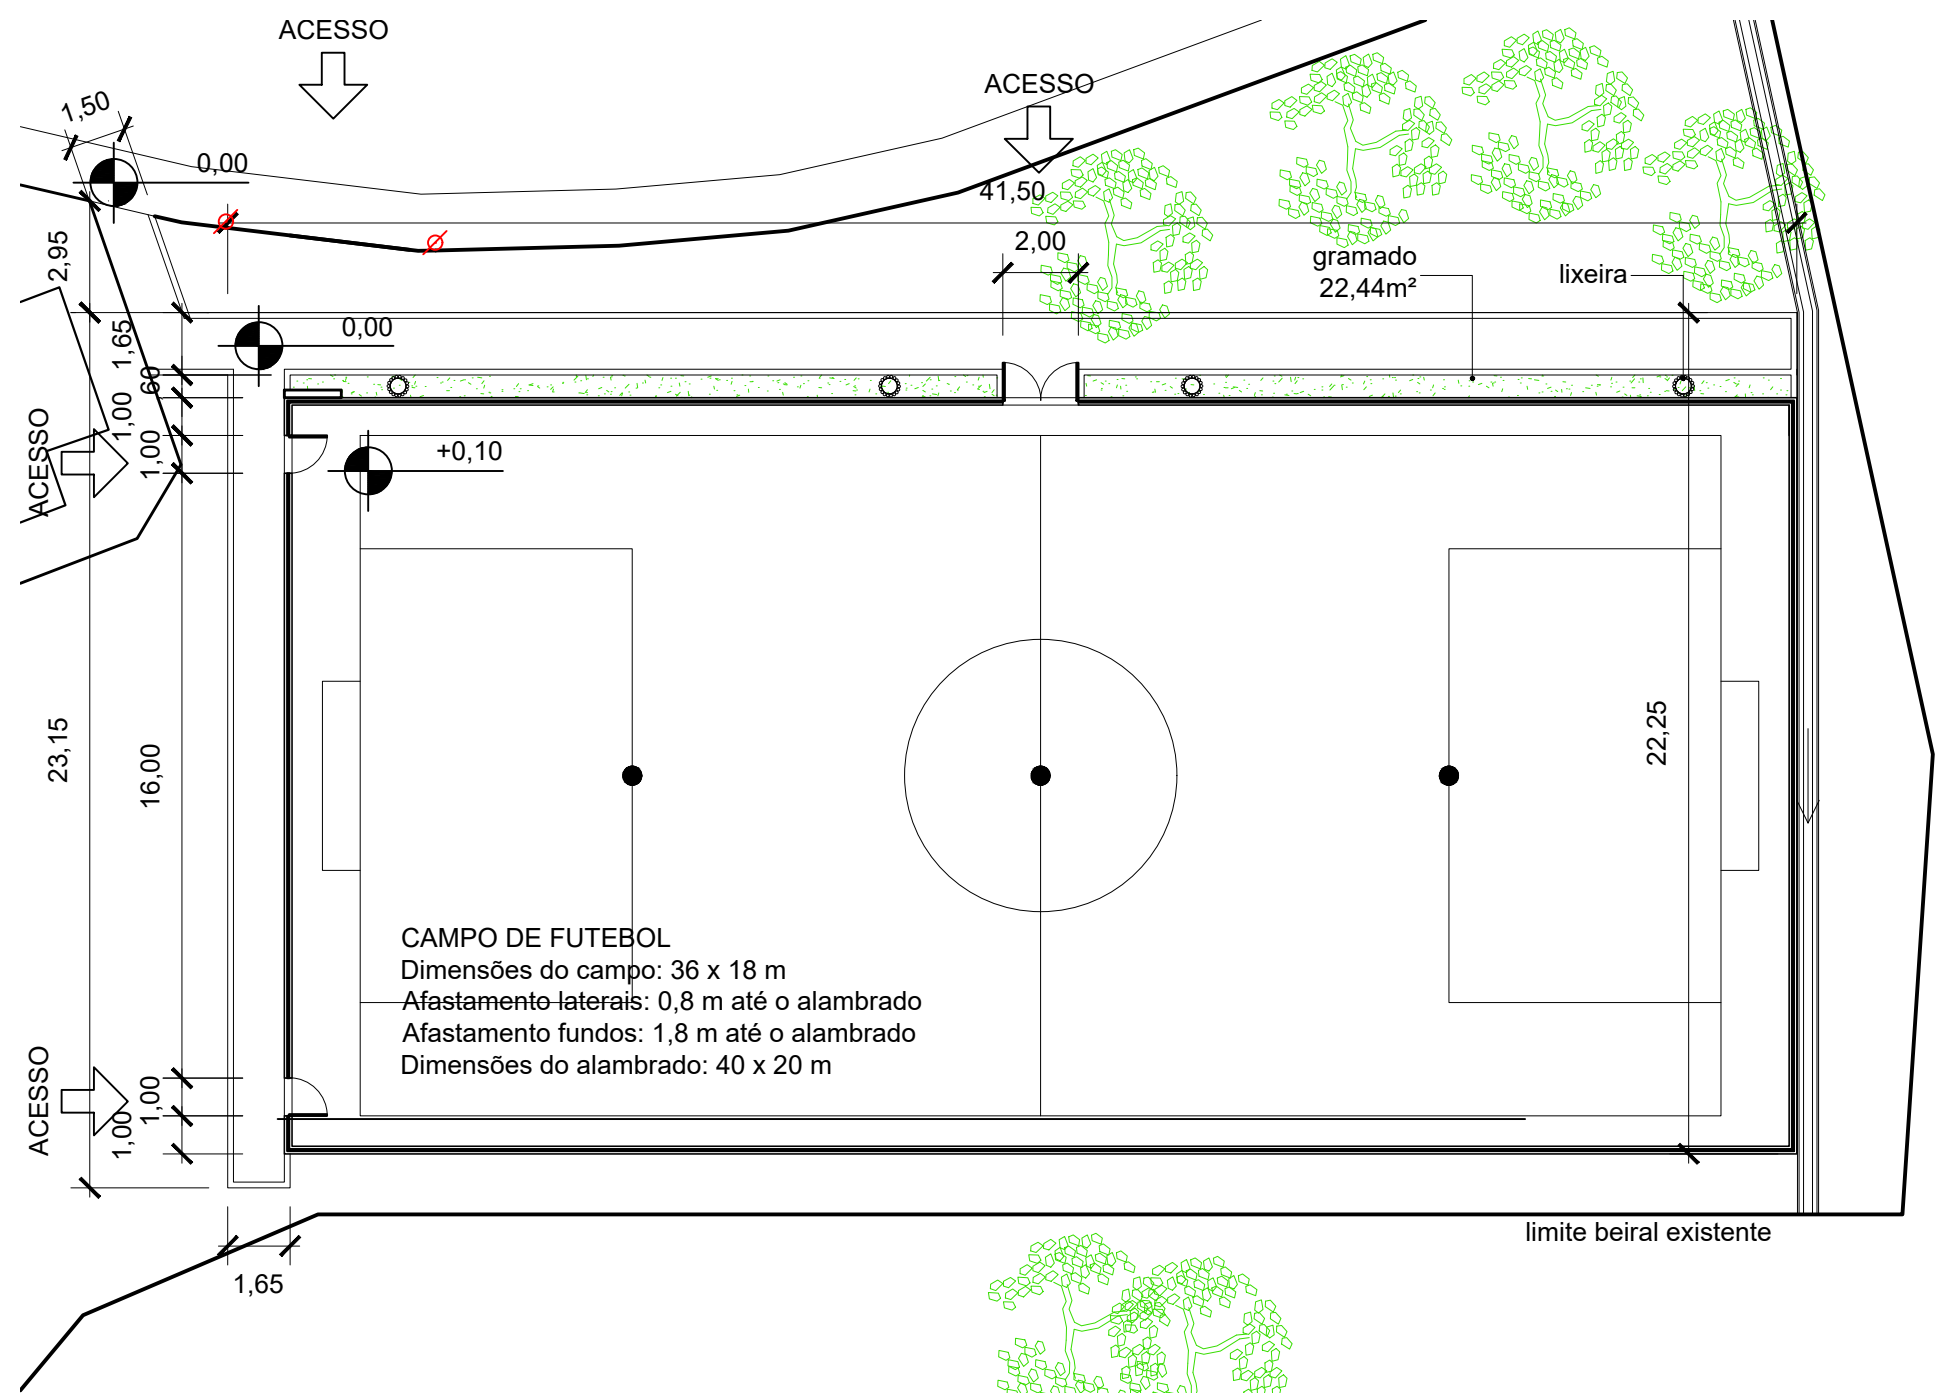 ACESSO
ACESSO
1,50
0,00
41,50
2,00
gramado
22,44m²
lixeira
2,95
0,00
1,65
60
1,00
1,00
ACESSO
+0,10
23,15
16,00
22,25
CAMPO DE FUTEBOL
Dimensões do campo: 36 x 18 m
Afastamento laterais: 0,8 m até o alambrado
Afastamento fundos: 1,8 m até o alambrado
Dimensões do alambrado: 40 x 20 m
ACESSO
1,00
1,00
limite beiral existente
1,65